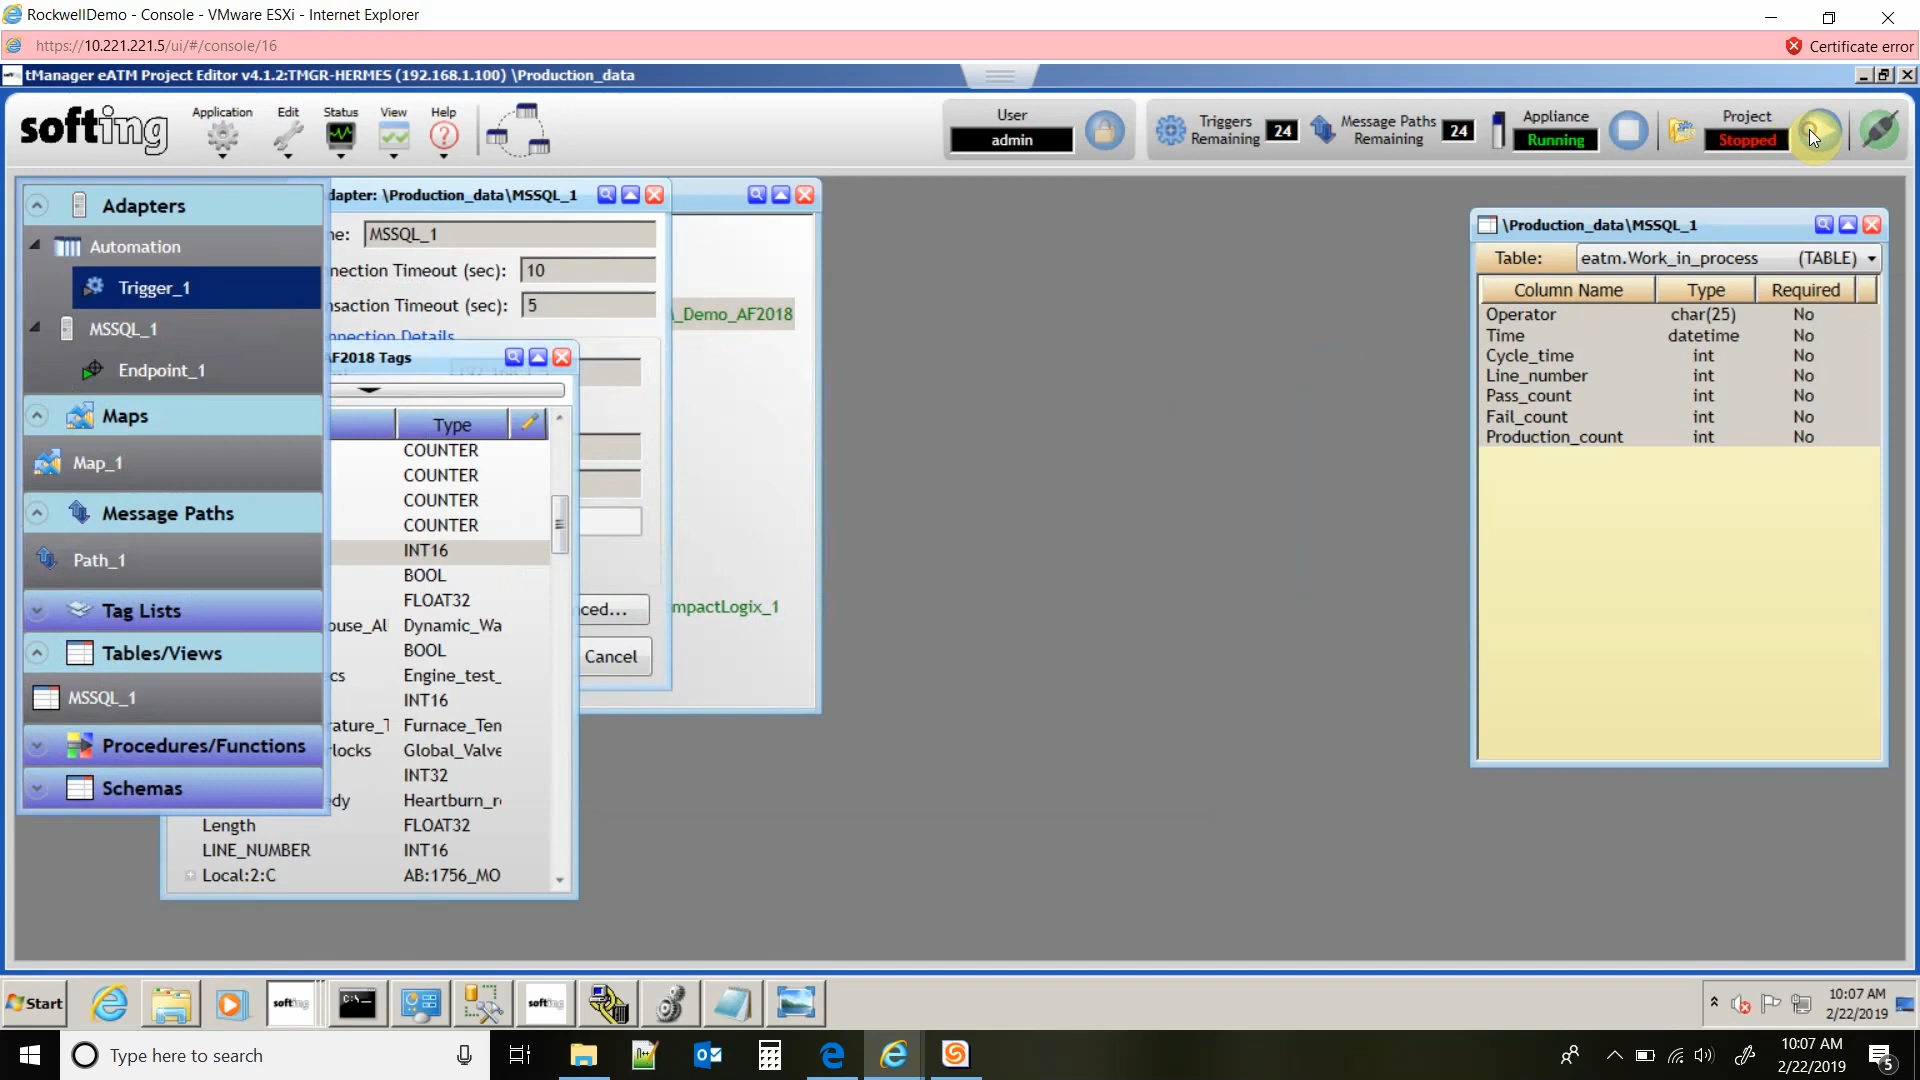 RockwellDemo - Console - VMware ESXi - Internet Explorer
https://10.221.221.5/ui/#/console/16
Certificate error
tManager eATM Project Editor v4.1.2:TMGR-HERMES (192.168.1.100) \Production_data
softing
Application
Edit
Status
View
Help
User
admin
Triggers Remaining
24
Message Paths Remaining
24
Appliance
Running
Project
Stopped
Adapters
Automation
Trigger_1
MSSQL_1
Endpoint_1
Maps
Map_1
Message Paths
Path_1
Tag Lists
Tables/Views
MSSQL_1
Procedures/Functions
Schemas
dapter: \Production_data\MSSQL_1
ne:
MSSQL_1
nection Timeout (sec):
10
nsaction Timeout (sec):
5
nnection Details
ced...
Cancel
_Demo_AF2018
mpactLogix_1
AF2018 Tags
Type
COUNTER
COUNTER
COUNTER
COUNTER
INT16
BOOL
FLOAT32
ouse_Al Dynamic_Wa
BOOL
cs Engine_test_
INT16
rature_T Furnace_Ten
rlocks Global_Valve
INT32
edy Heartburn_r
Length FLOAT32
LINE_NUMBER INT16
Local:2:C AB:1756_MO
\Production_data\MSSQL_1
Table: eatm.Work_in_process (TABLE)
Column Name Type Required
Operator char(25) No
Time datetime No
Cycle_time int No
Line_number int No
Pass_count int No
Fail_count int No
Production_count int No
Start
softing
C:\_
softing
10:07 AM
2/22/2019
Type here to search
10:07 AM
2/22/2019
5